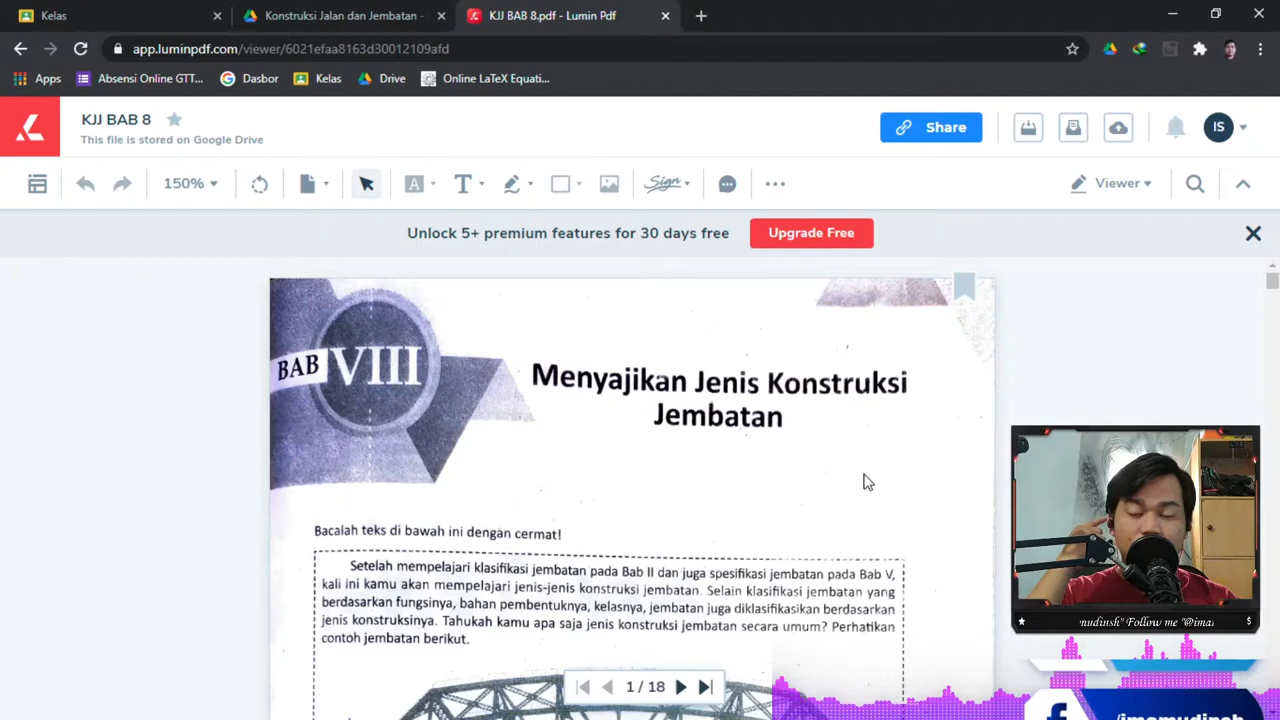 Kelas
Konstruksi Jalan dan Jembatan -
KJJ BAB 8.pdf - Lumin Pdf
app.luminpdf.com/viewer/6021efaa8163d30012109afd
Apps
Absensi Online GTT...
Dasbor
Kelas
Drive
Online LaTeX Equati...
KJJ BAB 8
This file is stored on Google Drive
Share
IS
150%
A
T
Sign
Viewer
Unlock 5+ premium features for 30 days free
Upgrade Free
BAB VIII
Menyajikan Jenis Konstruksi
Jembatan
Bacalah teks di bawah ini dengan cermat!
Setelah mempelajari klasifikasi jembatan pada Bab II dan juga spesifikasi jembatan pada Bab V,
kali ini kamu akan mempelajari jenis-jenis konstruksi jembatan. Selain klasifikasi jembatan yang
berdasarkan fungsinya, bahan pembentuknya, kelasnya, jembatan juga diklasifikasikan berdasarkan
jenis konstruksinya. Tahukah kamu apa saja jenis konstruksi jembatan secara umum? Perhatikan
contoh jembatan berikut.
1 / 18
mudinsh" Follow me "@imar